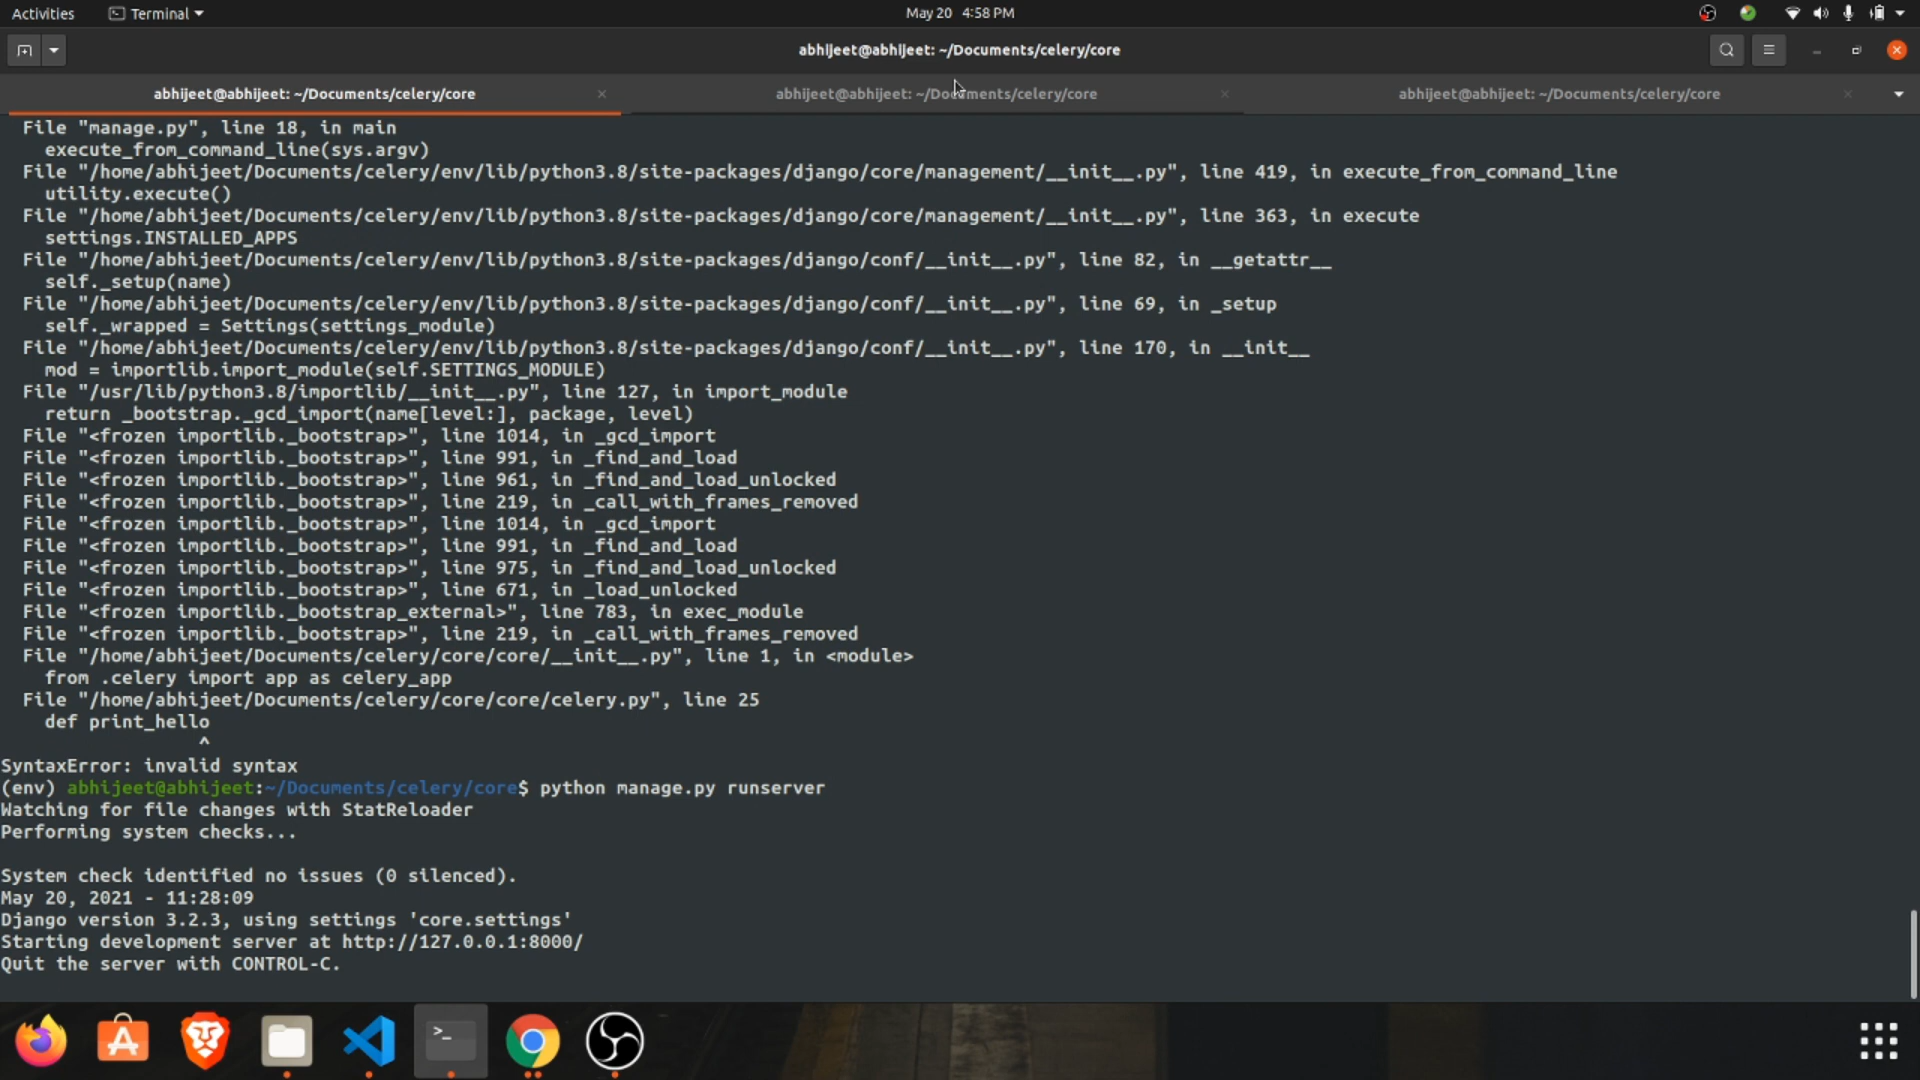 Activities
Terminal
May 20 4:58 PM
abhijeet@abhijeet: ~/Documents/celery/core
abhijeet@abhijeet: ~/Documents/celery/core
abhijeet@abhijeet: ~/Documents/celery/core
abhijeet@abhijeet: ~/Documents/celery/core
File "manage.py", line 18, in main
execute_from_command_line(sys.argv)
File "/home/abhijeet/Documents/celery/env/lib/python3.8/site-packages/django/core/management/__init__.py", line 419, in execute_from_command_line
utility.execute()
File "/home/abhijeet/Documents/celery/env/lib/python3.8/site-packages/django/core/management/__init__.py", line 363, in execute
settings.INSTALLED_APPS
File "/home/abhijeet/Documents/celery/env/lib/python3.8/site-packages/django/conf/__init__.py", line 82, in __getattr__
self._setup(name)
File "/home/abhijeet/Documents/celery/env/lib/python3.8/site-packages/django/conf/__init__.py", line 69, in _setup
self._wrapped = Settings(settings_module)
File "/home/abhijeet/Documents/celery/env/lib/python3.8/site-packages/django/conf/__init__.py", line 170, in __init__
mod = importlib.import_module(self.SETTINGS_MODULE)
File "/usr/lib/python3.8/importlib/__init__.py", line 127, in import_module
return _bootstrap._gcd_import(name[level:], package, level)
File "<frozen importlib._bootstrap>", line 1014, in _gcd_import
File "<frozen importlib._bootstrap>", line 991, in _find_and_load
File "<frozen importlib._bootstrap>", line 961, in _find_and_load_unlocked
File "<frozen importlib._bootstrap>", line 219, in _call_with_frames_removed
File "<frozen importlib._bootstrap>", line 1014, in _gcd_import
File "<frozen importlib._bootstrap>", line 991, in _find_and_load
File "<frozen importlib._bootstrap>", line 975, in _find_and_load_unlocked
File "<frozen importlib._bootstrap>", line 671, in _load_unlocked
File "<frozen importlib._bootstrap_external>", line 783, in exec_module
File "<frozen importlib._bootstrap>", line 219, in _call_with_frames_removed
File "/home/abhijeet/Documents/celery/core/core/__init__.py", line 1, in <module>
from .celery import app as celery_app
File "/home/abhijeet/Documents/celery/core/core/celery.py", line 25
def print_hello
^
SyntaxError: invalid syntax
(env) abhijeet@abhijeet:~/Documents/celery/core$ python manage.py runserver
Watching for file changes with StatReloader
Performing system checks...
System check identified no issues (0 silenced).
May 20, 2021 - 11:28:09
Django version 3.2.3, using settings 'core.settings'
Starting development server at http://127.0.0.1:8000/
Quit the server with CONTROL-C.